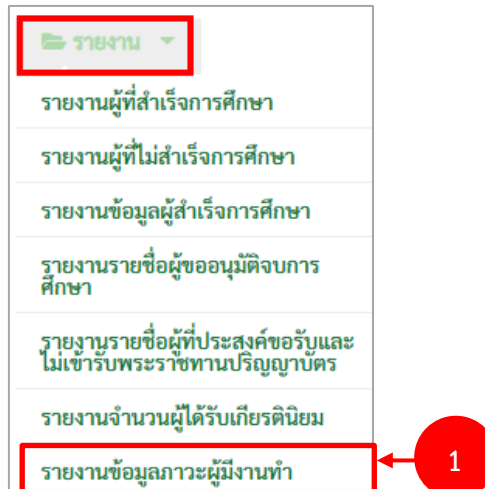 รายงาน
รายงานผู้ที่สำเร็จการศึกษา
รายงานผู้ที่ไม่สำเร็จการศึกษา
รายงานข้อมูลผู้สำเร็จการศึกษา
รายงานรายชื่อผู้ขออนุมัติจบการ
ศึกษา
รายงานรายชื่อผู้ที่ประสงค์ขอรับและ
ไม่เข้ารับพระราชทานปริญญาบัตร
รายงานจำนวนผู้ได้รับเกียรตินิยม
รายงานข้อมูลภาวะผู้มีงานทำ
1